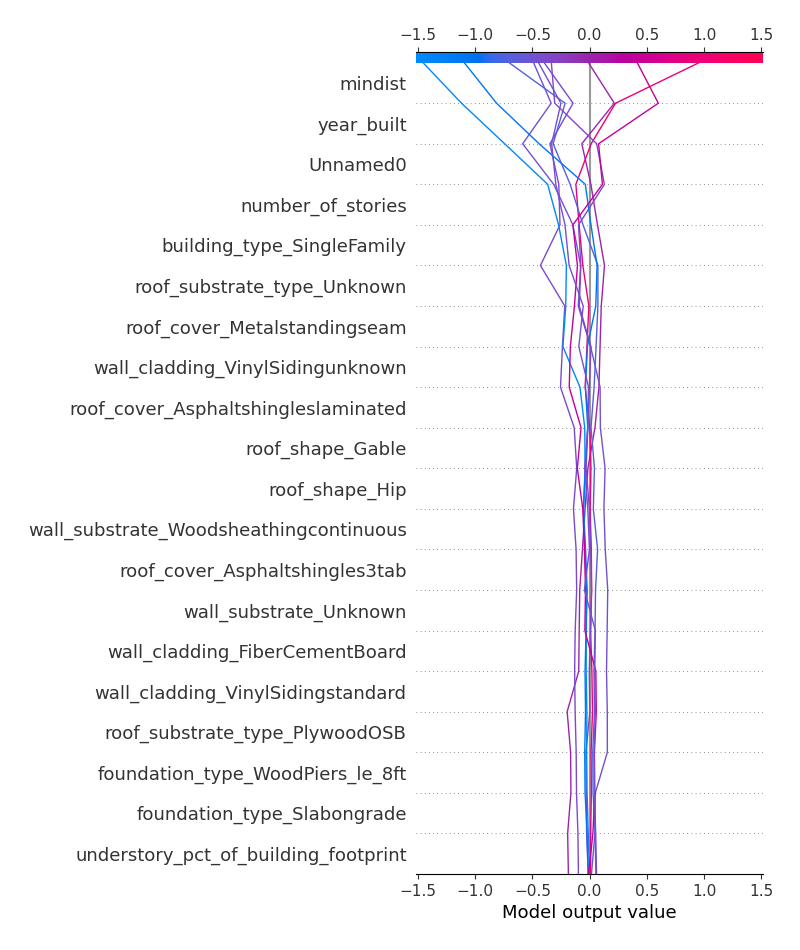 −1.5 −1.0 −0.5 0.0 0.5 1.0 1.5
mindist
year_built
Unnamed0
number_of_stories
building_type_SingleFamily
roof_substrate_type_Unknown
roof_cover_Metalstandingseam
wall_cladding_VinylSidingunknown
roof_cover_Asphaltshingleslaminated
roof_shape_Gable
roof_shape_Hip
wall_substrate_Woodsheathingcontinuous
roof_cover_Asphaltshingles3tab
wall_substrate_Unknown
wall_cladding_FiberCementBoard
wall_cladding_VinylSidingstandard
roof_substrate_type_PlywoodOSB
foundation_type_WoodPiers_le_8ft
foundation_type_Slabongrade
understory_pct_of_building_footprint
−1.5 −1.0 −0.5 0.0 0.5 1.0 1.5
Model output value